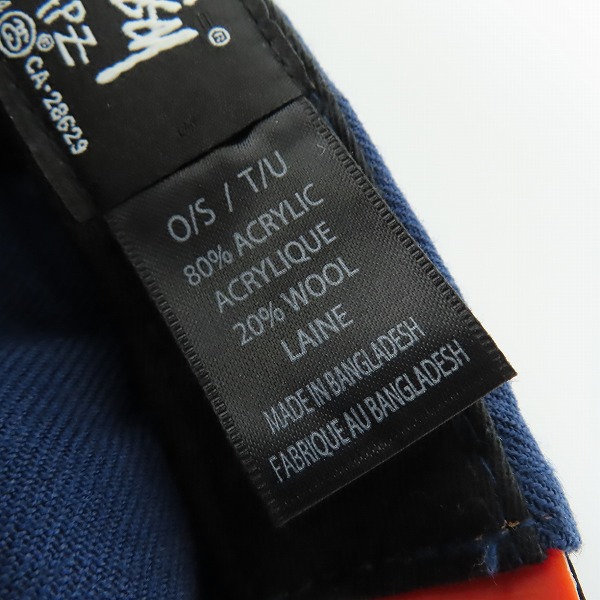 CA-28629
O/S / T/U
80% ACRYLIC
ACRYLIQUE
20% WOOL
LAINE
MADE IN BANGLADESH
FABRIQUE AU BANGLADESH